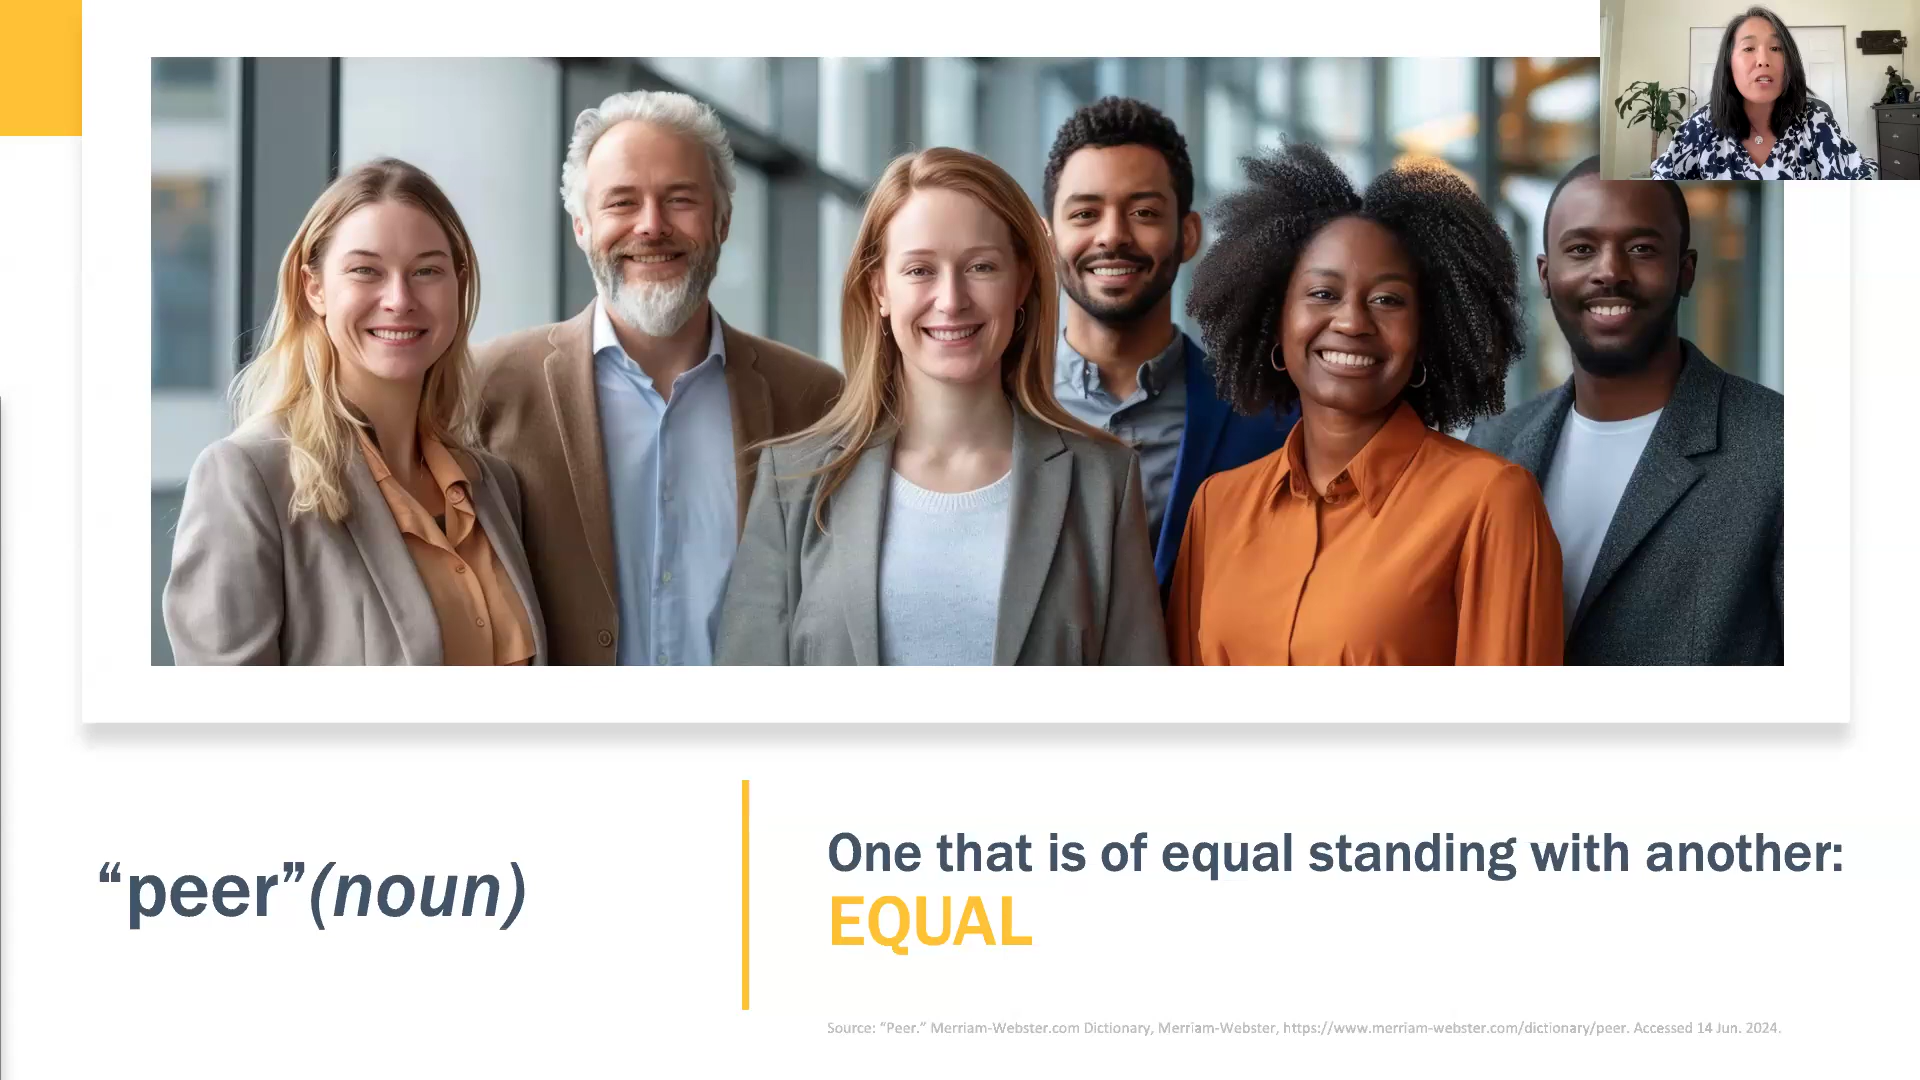 “peer”(noun)
One that is of equal standing with another:
EQUAL
Source: “Peer.” Merriam-Webster.com Dictionary, Merriam-Webster, https://www.merriam-webster.com/dictionary/peer. Accessed 14 Jun. 2024.